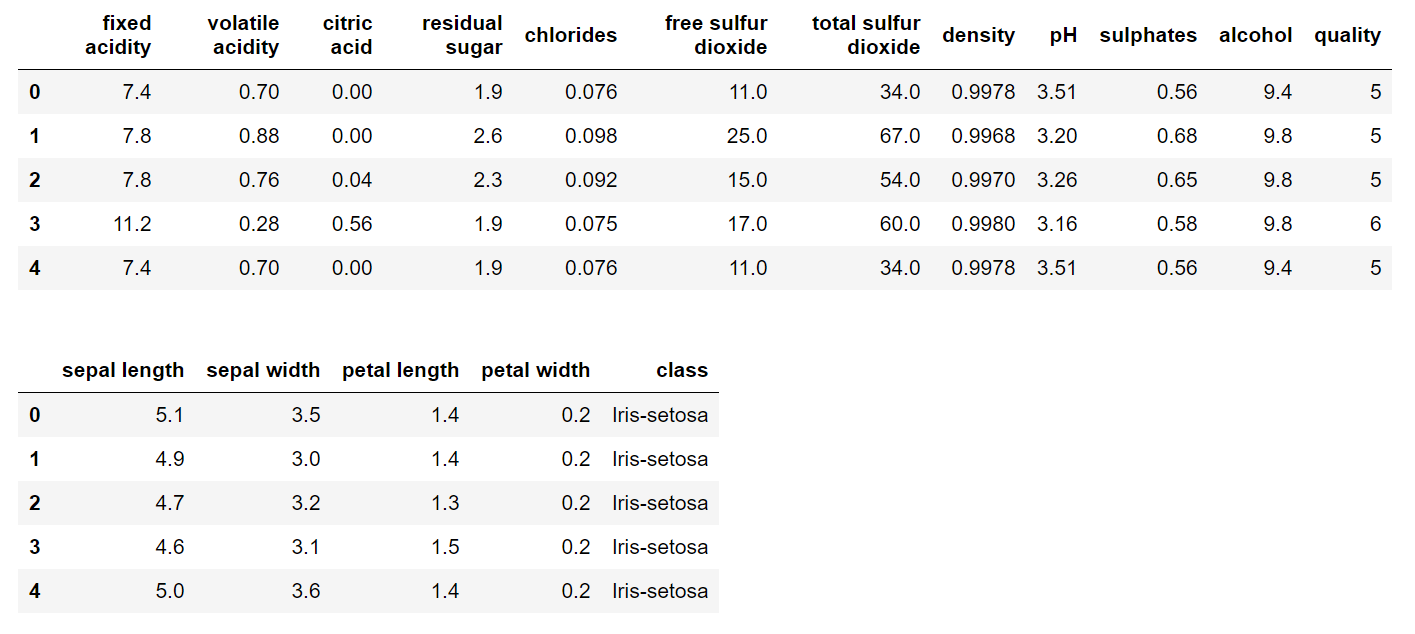 fixed acidity volatile acidity citric acid residual sugar chlorides free sulfur dioxide total sulfur dioxide density pH sulphates alcohol quality
0 7.4 0.70 0.00 1.9 0.076 11.0 34.0 0.9978 3.51 0.56 9.4 5
1 7.8 0.88 0.00 2.6 0.098 25.0 67.0 0.9968 3.20 0.68 9.8 5
2 7.8 0.76 0.04 2.3 0.092 15.0 54.0 0.9970 3.26 0.65 9.8 5
3 11.2 0.28 0.56 1.9 0.075 17.0 60.0 0.9980 3.16 0.58 9.8 6
4 7.4 0.70 0.00 1.9 0.076 11.0 34.0 0.9978 3.51 0.56 9.4 5
sepal length sepal width petal length petal width class
0 5.1 3.5 1.4 0.2 Iris-setosa
1 4.9 3.0 1.4 0.2 Iris-setosa
2 4.7 3.2 1.3 0.2 Iris-setosa
3 4.6 3.1 1.5 0.2 Iris-setosa
4 5.0 3.6 1.4 0.2 Iris-setosa